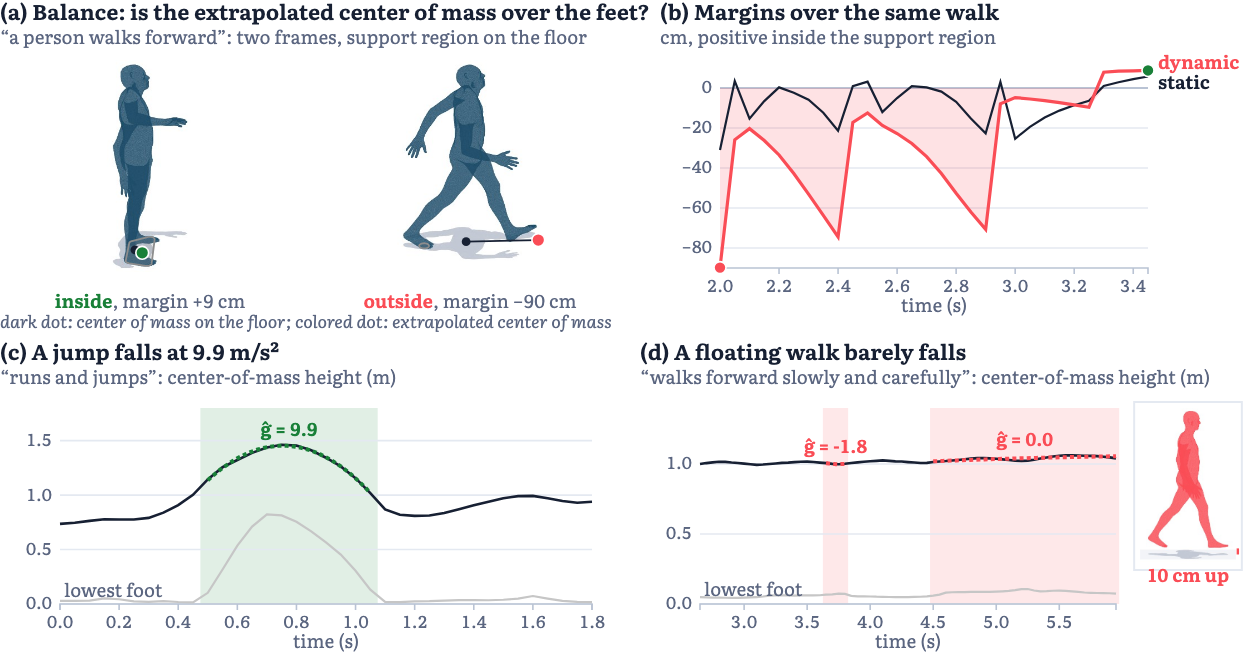 (a) Balance: is the extrapolated center of mass over the feet?
“a person walks forward”: two frames, support region on the floor
inside, margin +9 cm
outside, margin −90 cm
dark dot: center of mass on the floor; colored dot: extrapolated center of mass
(b) Margins over the same walk
cm, positive inside the support region
dynamic
static
0
−20
−40
−60
−80
2.0 2.2 2.4 2.6 2.8 3.0 3.2 3.4
time (s)
(c) A jump falls at 9.9 m/s²
“runs and jumps”: center-of-mass height (m)
ĝ = 9.9
1.5
1.0
0.5
lowest foot
0.0
0.0 0.2 0.4 0.6 0.8 1.0 1.2 1.4 1.6 1.8
time (s)
(d) A floating walk barely falls
“walks forward slowly and carefully”: center-of-mass height (m)
ĝ = -1.8
ĝ = 0.0
1.0
0.5
lowest foot
0.0
3.0 3.5 4.0 4.5 5.0 5.5
time (s)
10 cm up